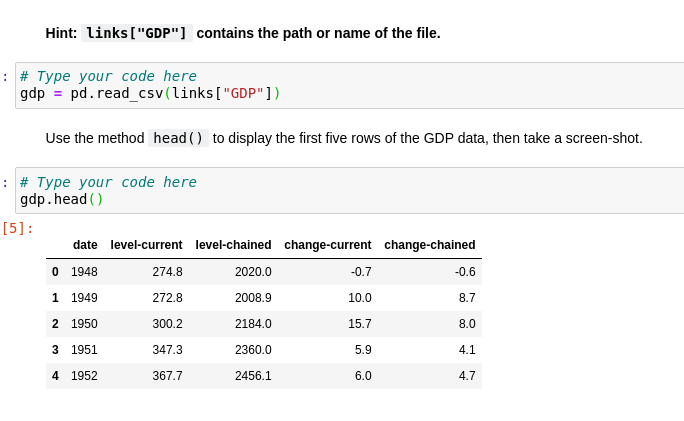 Hint: links["GDP"] contains the path or name of the file.
: # Type your code here
gdp = pd.read_csv(links["GDP"])
Use the method head() to display the first five rows of the GDP data, then take a screen-shot.
: # Type your code here
gdp.head()
[5]:
date level-current level-chained change-current change-chained
0 1948 274.8 2020.0 -0.7 -0.6
1 1949 272.8 2008.9 10.0 8.7
2 1950 300.2 2184.0 15.7 8.0
3 1951 347.3 2360.0 5.9 4.1
4 1952 367.7 2456.1 6.0 4.7